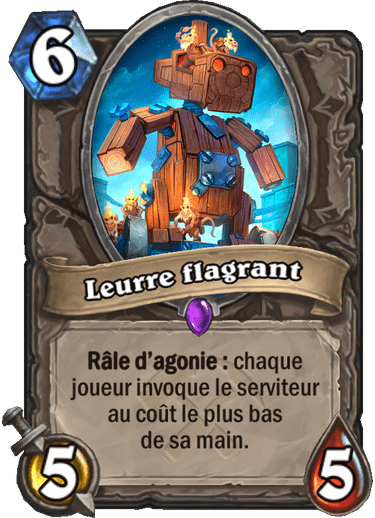 6
Leurre flagrant
Râle d’agonie : chaque
joueur invoque le serviteur
au coût le plus bas
de sa main.
5
5